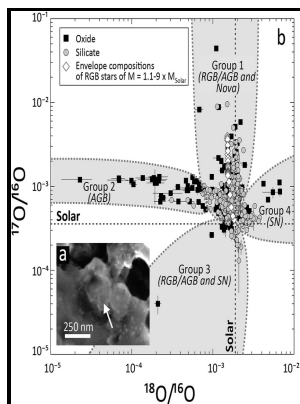 Oxide
Silicate
Envelope compositions
of RGB stars of M = 1.1-9 x M_Solar
b
Group 1
(RGB/AGB and
Nova)
Group 2
(AGB)
Group 4
(SN)
Group 3
(RGB/AGB and SN)
Solar
Solar
a
250 nm
17O/16O
10⁻¹
10⁻²
10⁻³
10⁻⁴
10⁻⁵
10⁻⁵
10⁻⁴
10⁻³
10⁻²
10⁻¹
18O/16O